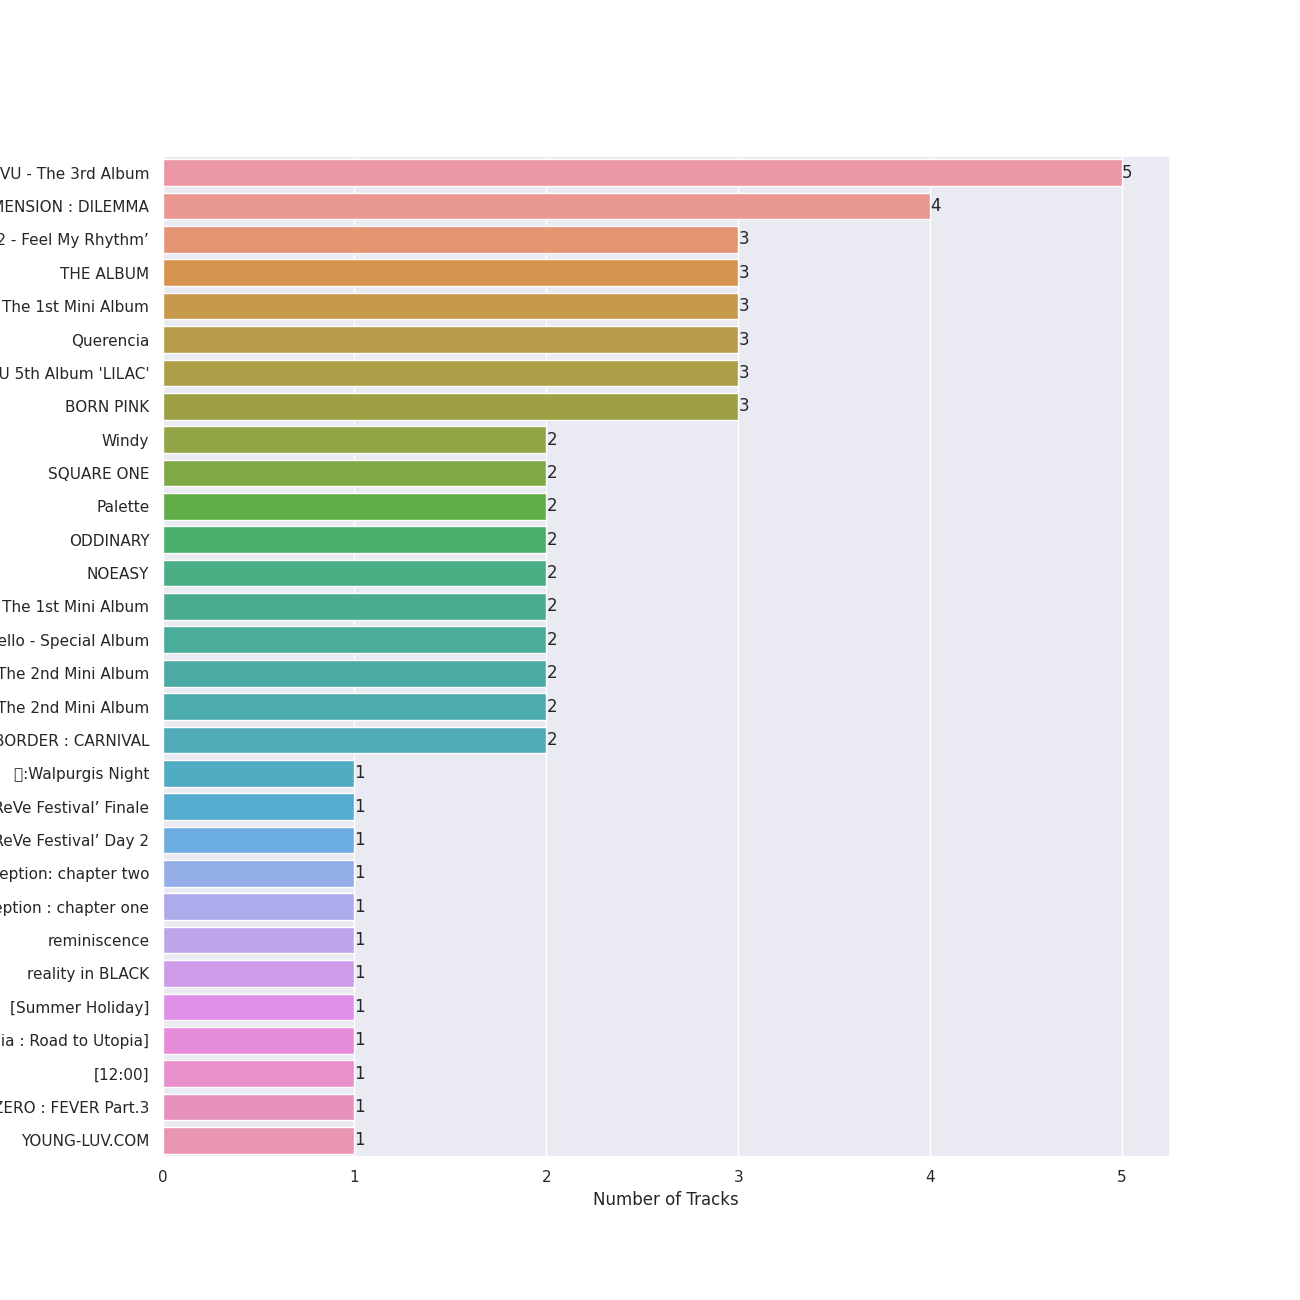 VU - The 3rd Album 5
MENSION : DILEMMA 4
2 - Feel My Rhythm’ 3
THE ALBUM 3
The 1st Mini Album 3
Querencia 3
U 5th Album 'LILAC' 3
BORN PINK 3
Windy 2
SQUARE ONE 2
Palette 2
ODDINARY 2
NOEASY 2
The 1st Mini Album 2
ello - Special Album 2
The 2nd Mini Album 2
The 2nd Mini Album 2
BORDER : CARNIVAL 2
:Walpurgis Night 1
ReVe Festival’ Finale 1
ReVe Festival’ Day 2 1
eption: chapter two 1
eption : chapter one 1
reminiscence 1
reality in BLACK 1
[Summer Holiday] 1
ia : Road to Utopia] 1
[12:00] 1
ZERO : FEVER Part.3 1
YOUNG-LUV.COM 1
0 1 2 3 4 5
Number of Tracks